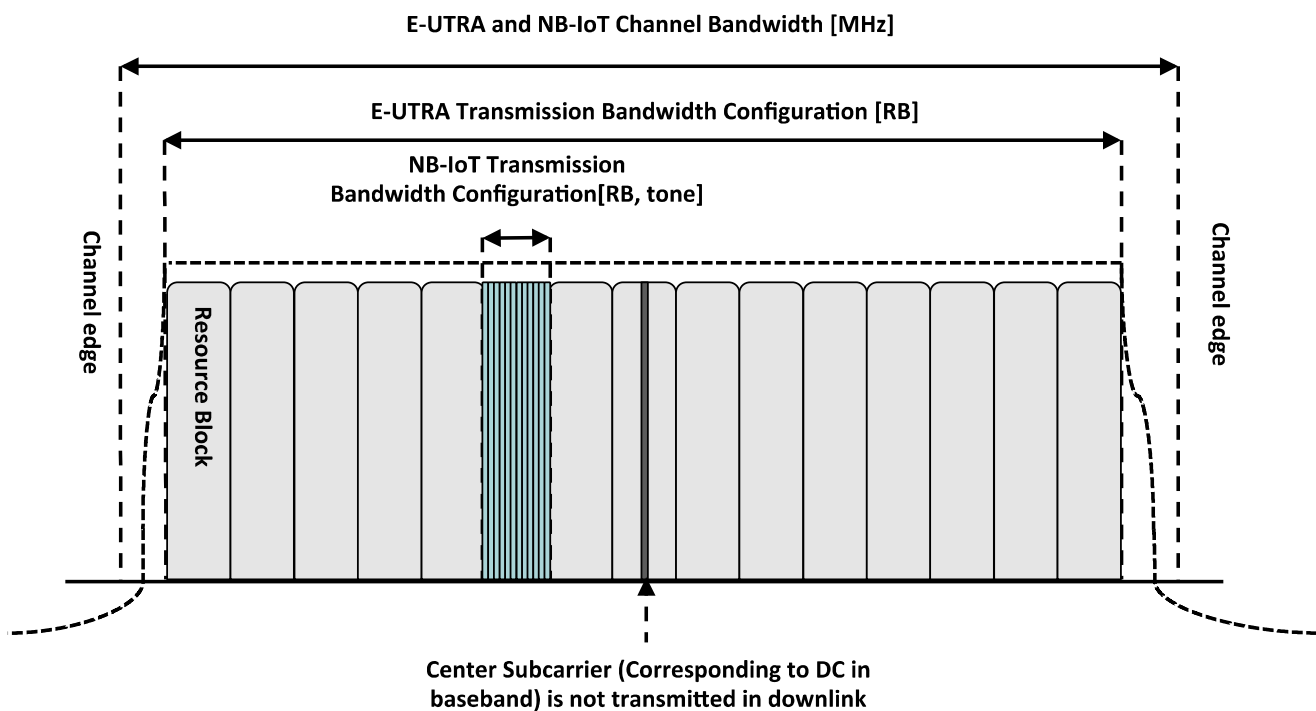 E-UTRA and NB-IoT Channel Bandwidth [MHz]
E-UTRA Transmission Bandwidth Configuration [RB]
NB-IoT Transmission
Bandwidth Configuration[RB, tone]
Channel edge
Channel edge
Resource Block
Center Subcarrier (Corresponding to DC in
baseband) is not transmitted in downlink